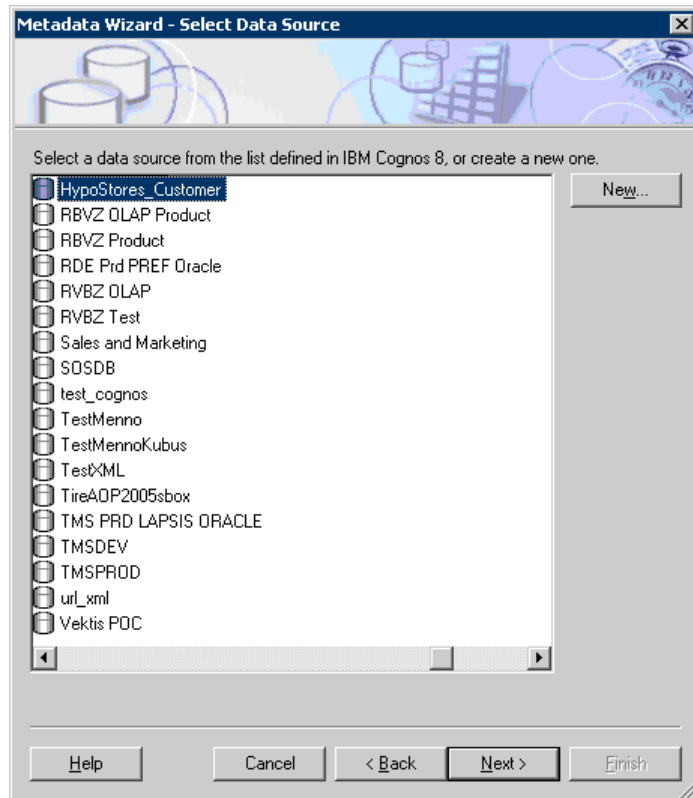 Metadata Wizard - Select Data Source
Select a data source from the list defined in IBM Cognos 8, or create a new one.
HypoStores_Customer
New...
RBVZ OLAP Product
RBVZ Product
RDE Prd PREF Oracle
RVBZ OLAP
RVBZ Test
Sales and Marketing
SOSDB
test_cognos
TestMenno
TestMennoKubus
TestXML
TireAOP2005sbox
TMS PRD LAPSIS ORACLE
TMSDEV
TMSPROD
url_xml
Vektis POC
Help Cancel < Back Next > Finish